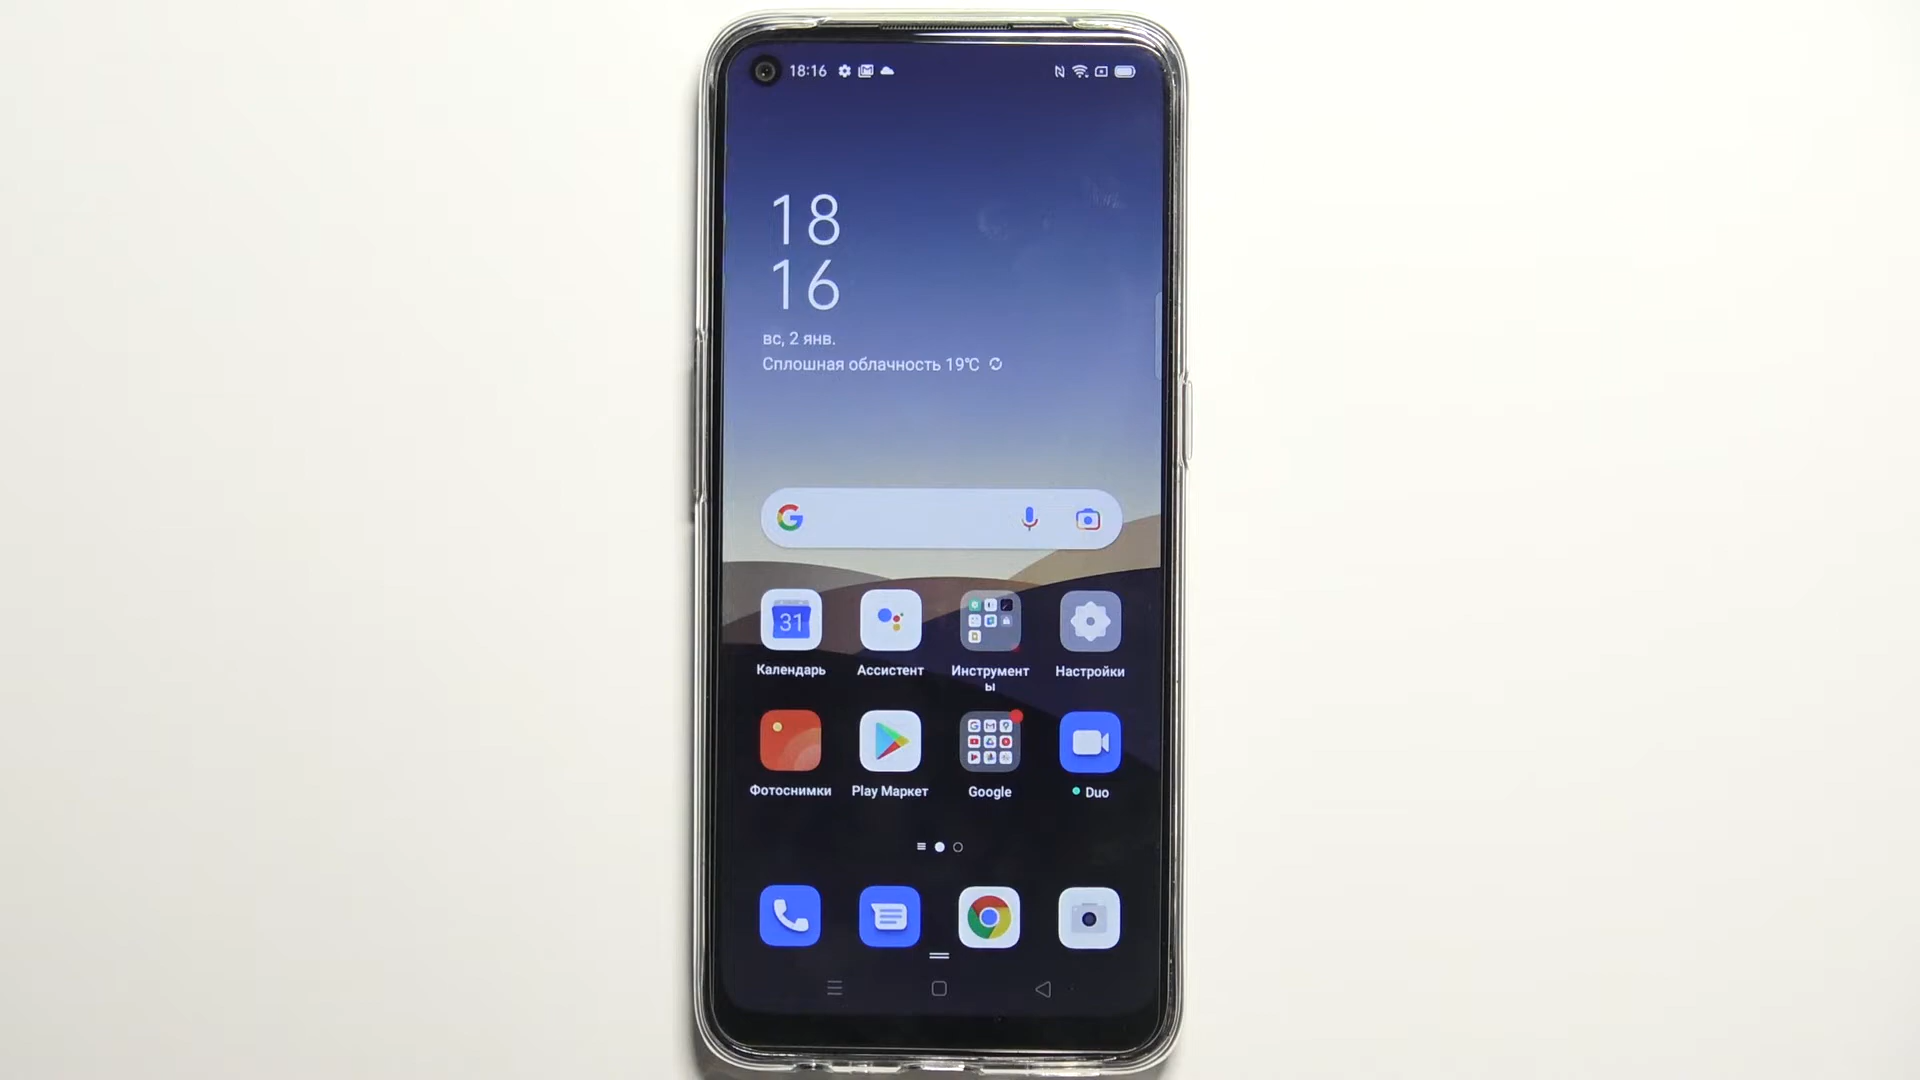 18:16
18
16
вс, 2 янв.
Сплошная облачность 19°C
G
31
Календарь
Ассистент
Инструмент
ы
Настройки
Фотоснимки
Play Маркет
Google
Duo